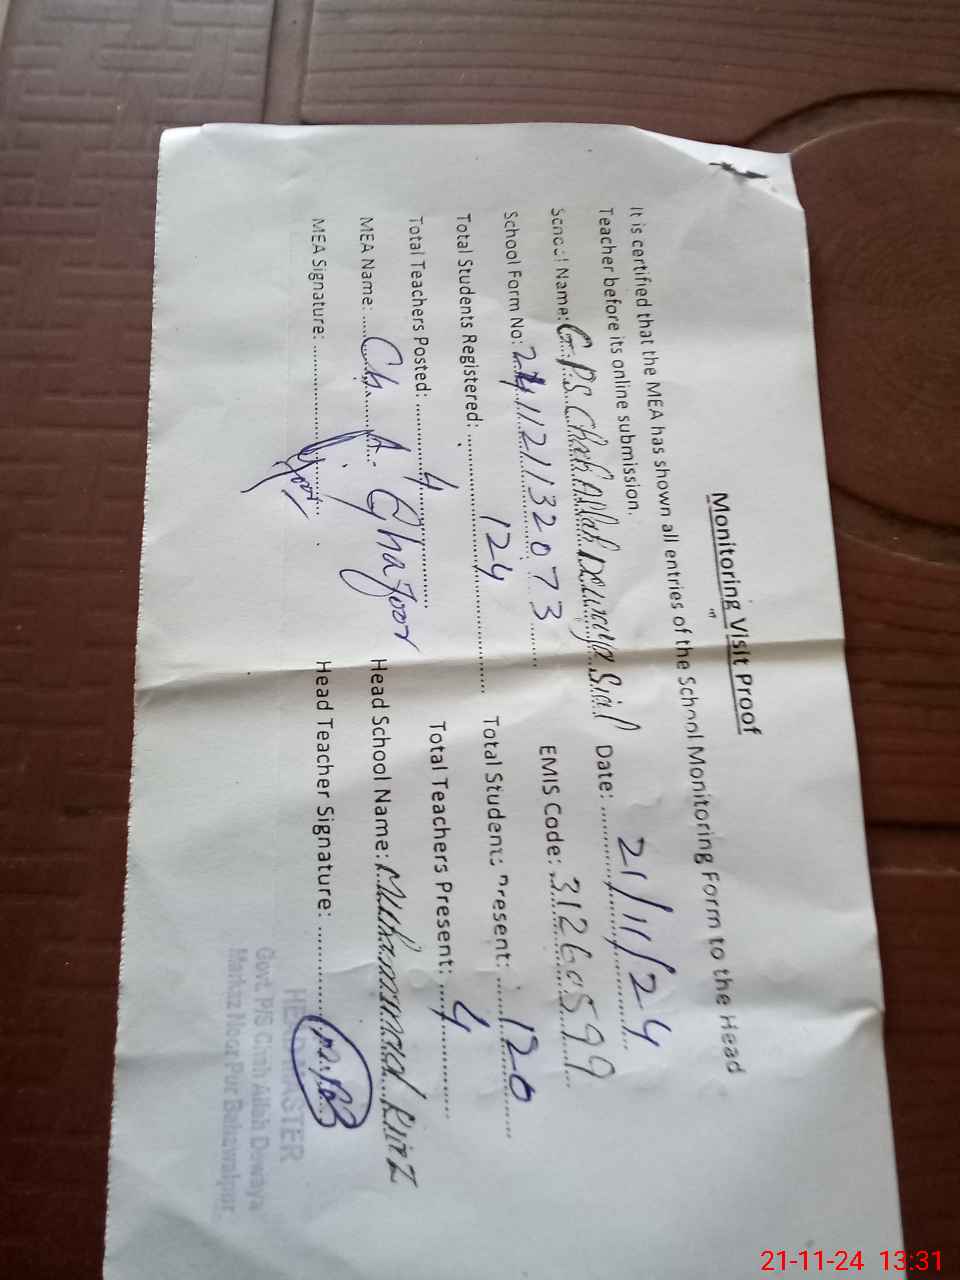 Monitoring Visit Proof
It is certified that the MEA has shown all entries of the School Monitoring Form to the Head
Teacher before its online submission.
School Name: G.P.S Chah Allah Dewaya Sial Date: 21/11/24
School Form No: 241121132073 EMIS Code: 31260599
Total Students Registered: 124 Total Students Present: 120
Total Teachers Posted: 4 Total Teachers Present: 4
MEA Name: Ch. A. Ghafoor Head School Name: Muhammad
MEA Signature: Head Teacher Signature:
HEADMASTER
Govt. P/S Chah Allah Dewaya
Markaz Noor Pur Bahawalpur.
21-11-24 13:31